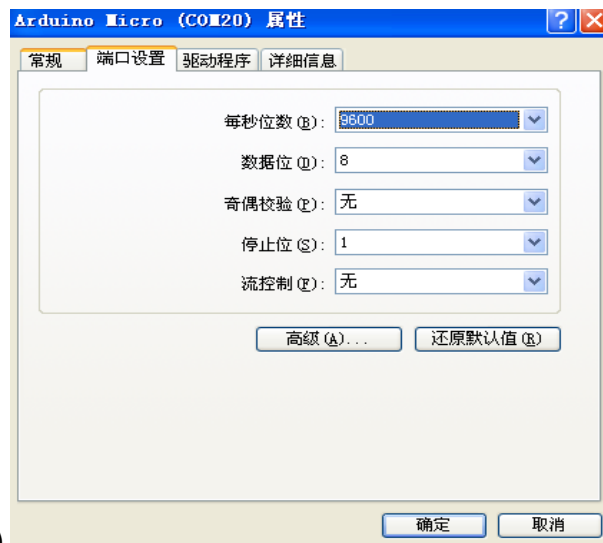 Arduino Micro (COM20) 属性
常规 端口设置 驱动程序 详细信息
每秒位数(B): 9600
数据位(D): 8
奇偶校验(P): 无
停止位(S): 1
流控制(F): 无
高级(A)... 还原默认值(R)
确定 取消
)